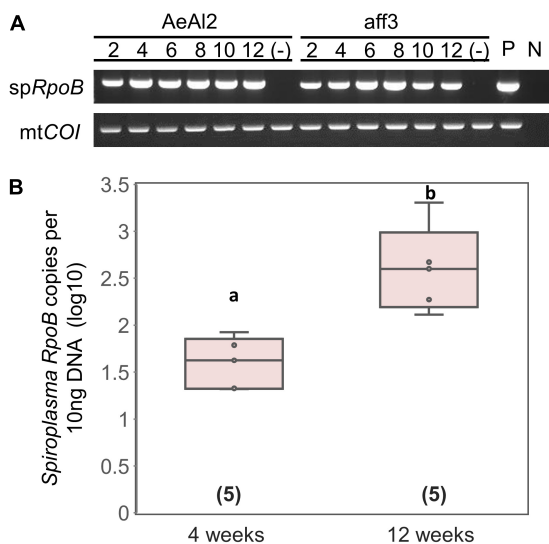 A
AeAl2 aff3
2 4 6 8 10 12 (-) 2 4 6 8 10 12 (-) P N
spRpoB
mtCOI
B
Spiroplasma RpoB copies per
10ng DNA (log10)
3.5
3
2.5
2
1.5
1
0.5
0
a
b
(5) (5)
4 weeks 12 weeks